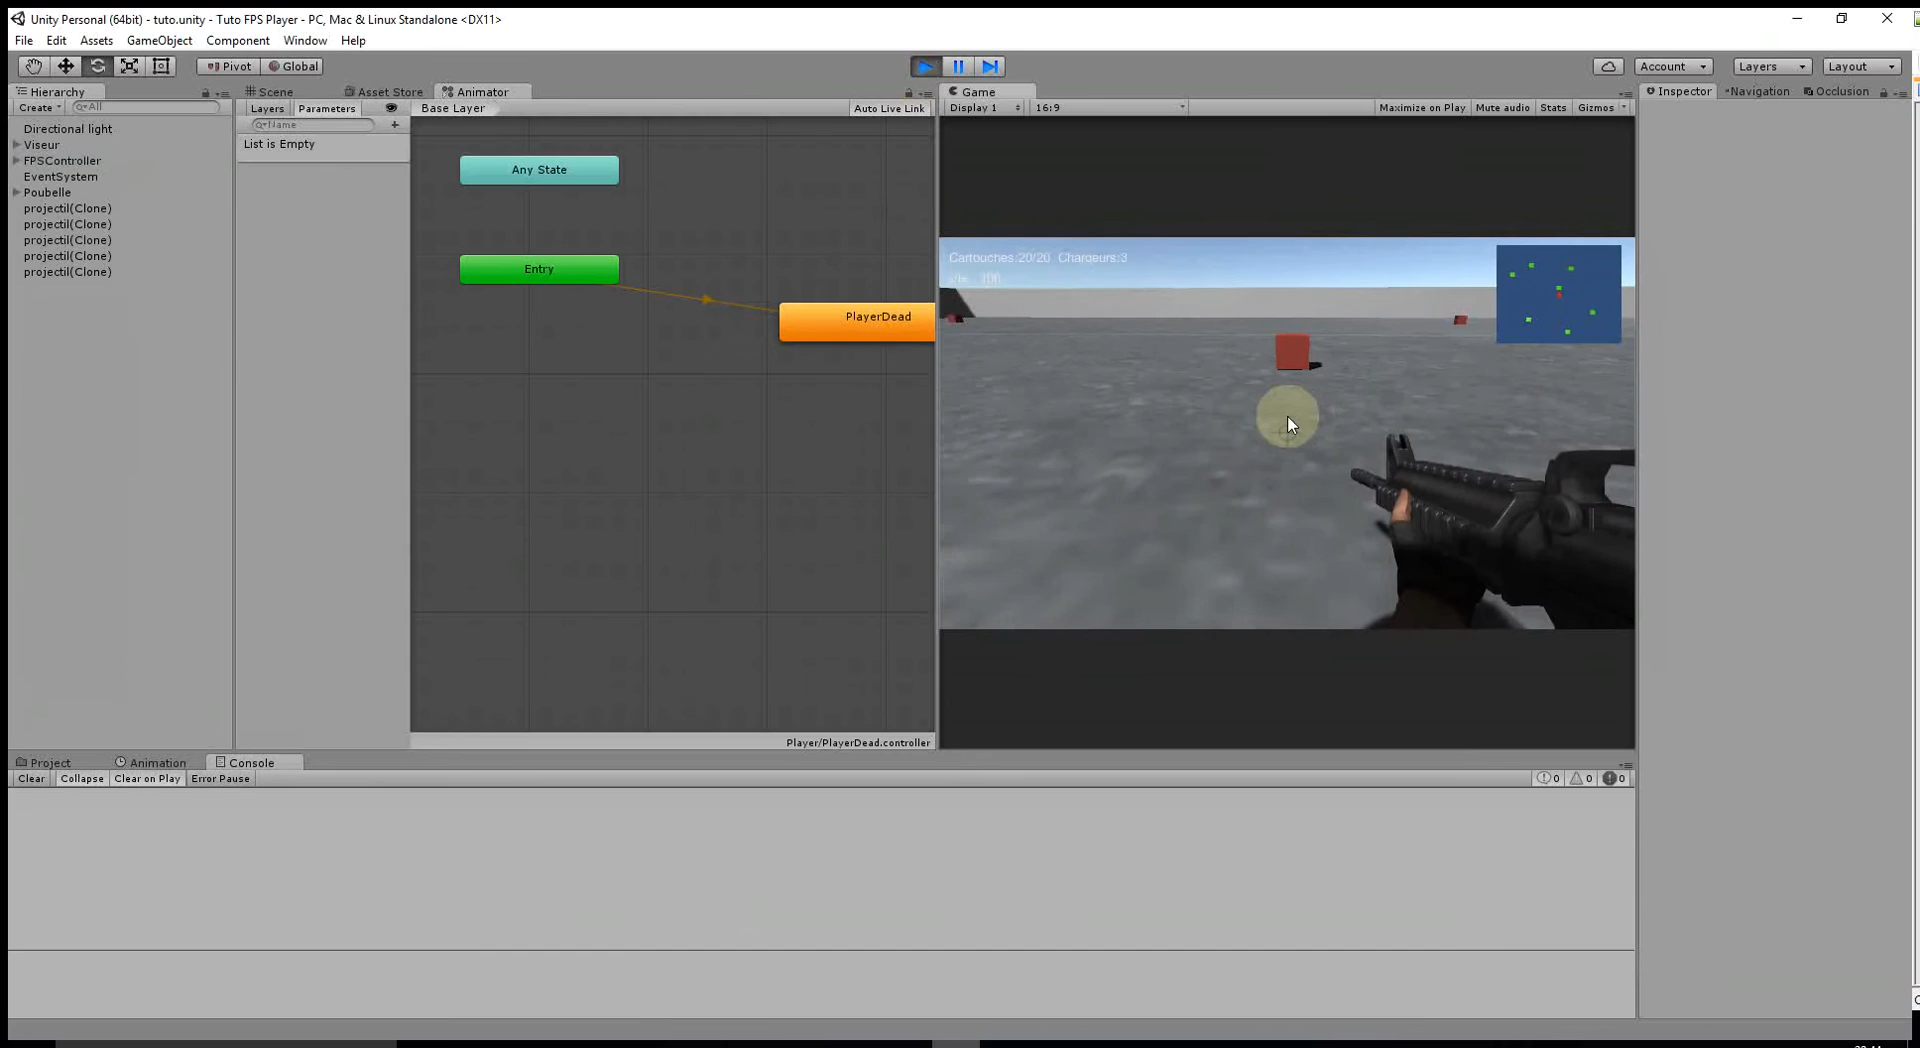 Unity Personal (64bit) - tuto.unity - Tuto FPS Player - PC, Mac & Linux Standalone <DX11>
File Edit Assets GameObject Component Window Help
Pivot Global Account Layers Layout
Hierarchy
Create All
Directional light
Viseur
FPSController
EventSystem
Poubelle
projectil(Clone)
projectil(Clone)
projectil(Clone)
projectil(Clone)
projectil(Clone)
Scene Asset Store Animator
Layers Parameters Base Layer Auto Live Link
Name
List is Empty
Any State
Entry
PlayerDead
Player/PlayerDead.controller
Game
Display 1 16:9 Maximize on Play Mute audio Stats Gizmos
Cartouches:20/20 Chargeurs:3
100
Inspector Navigation Occlusion
Project Animation Console
Clear Collapse Clear on Play Error Pause 0 0 0